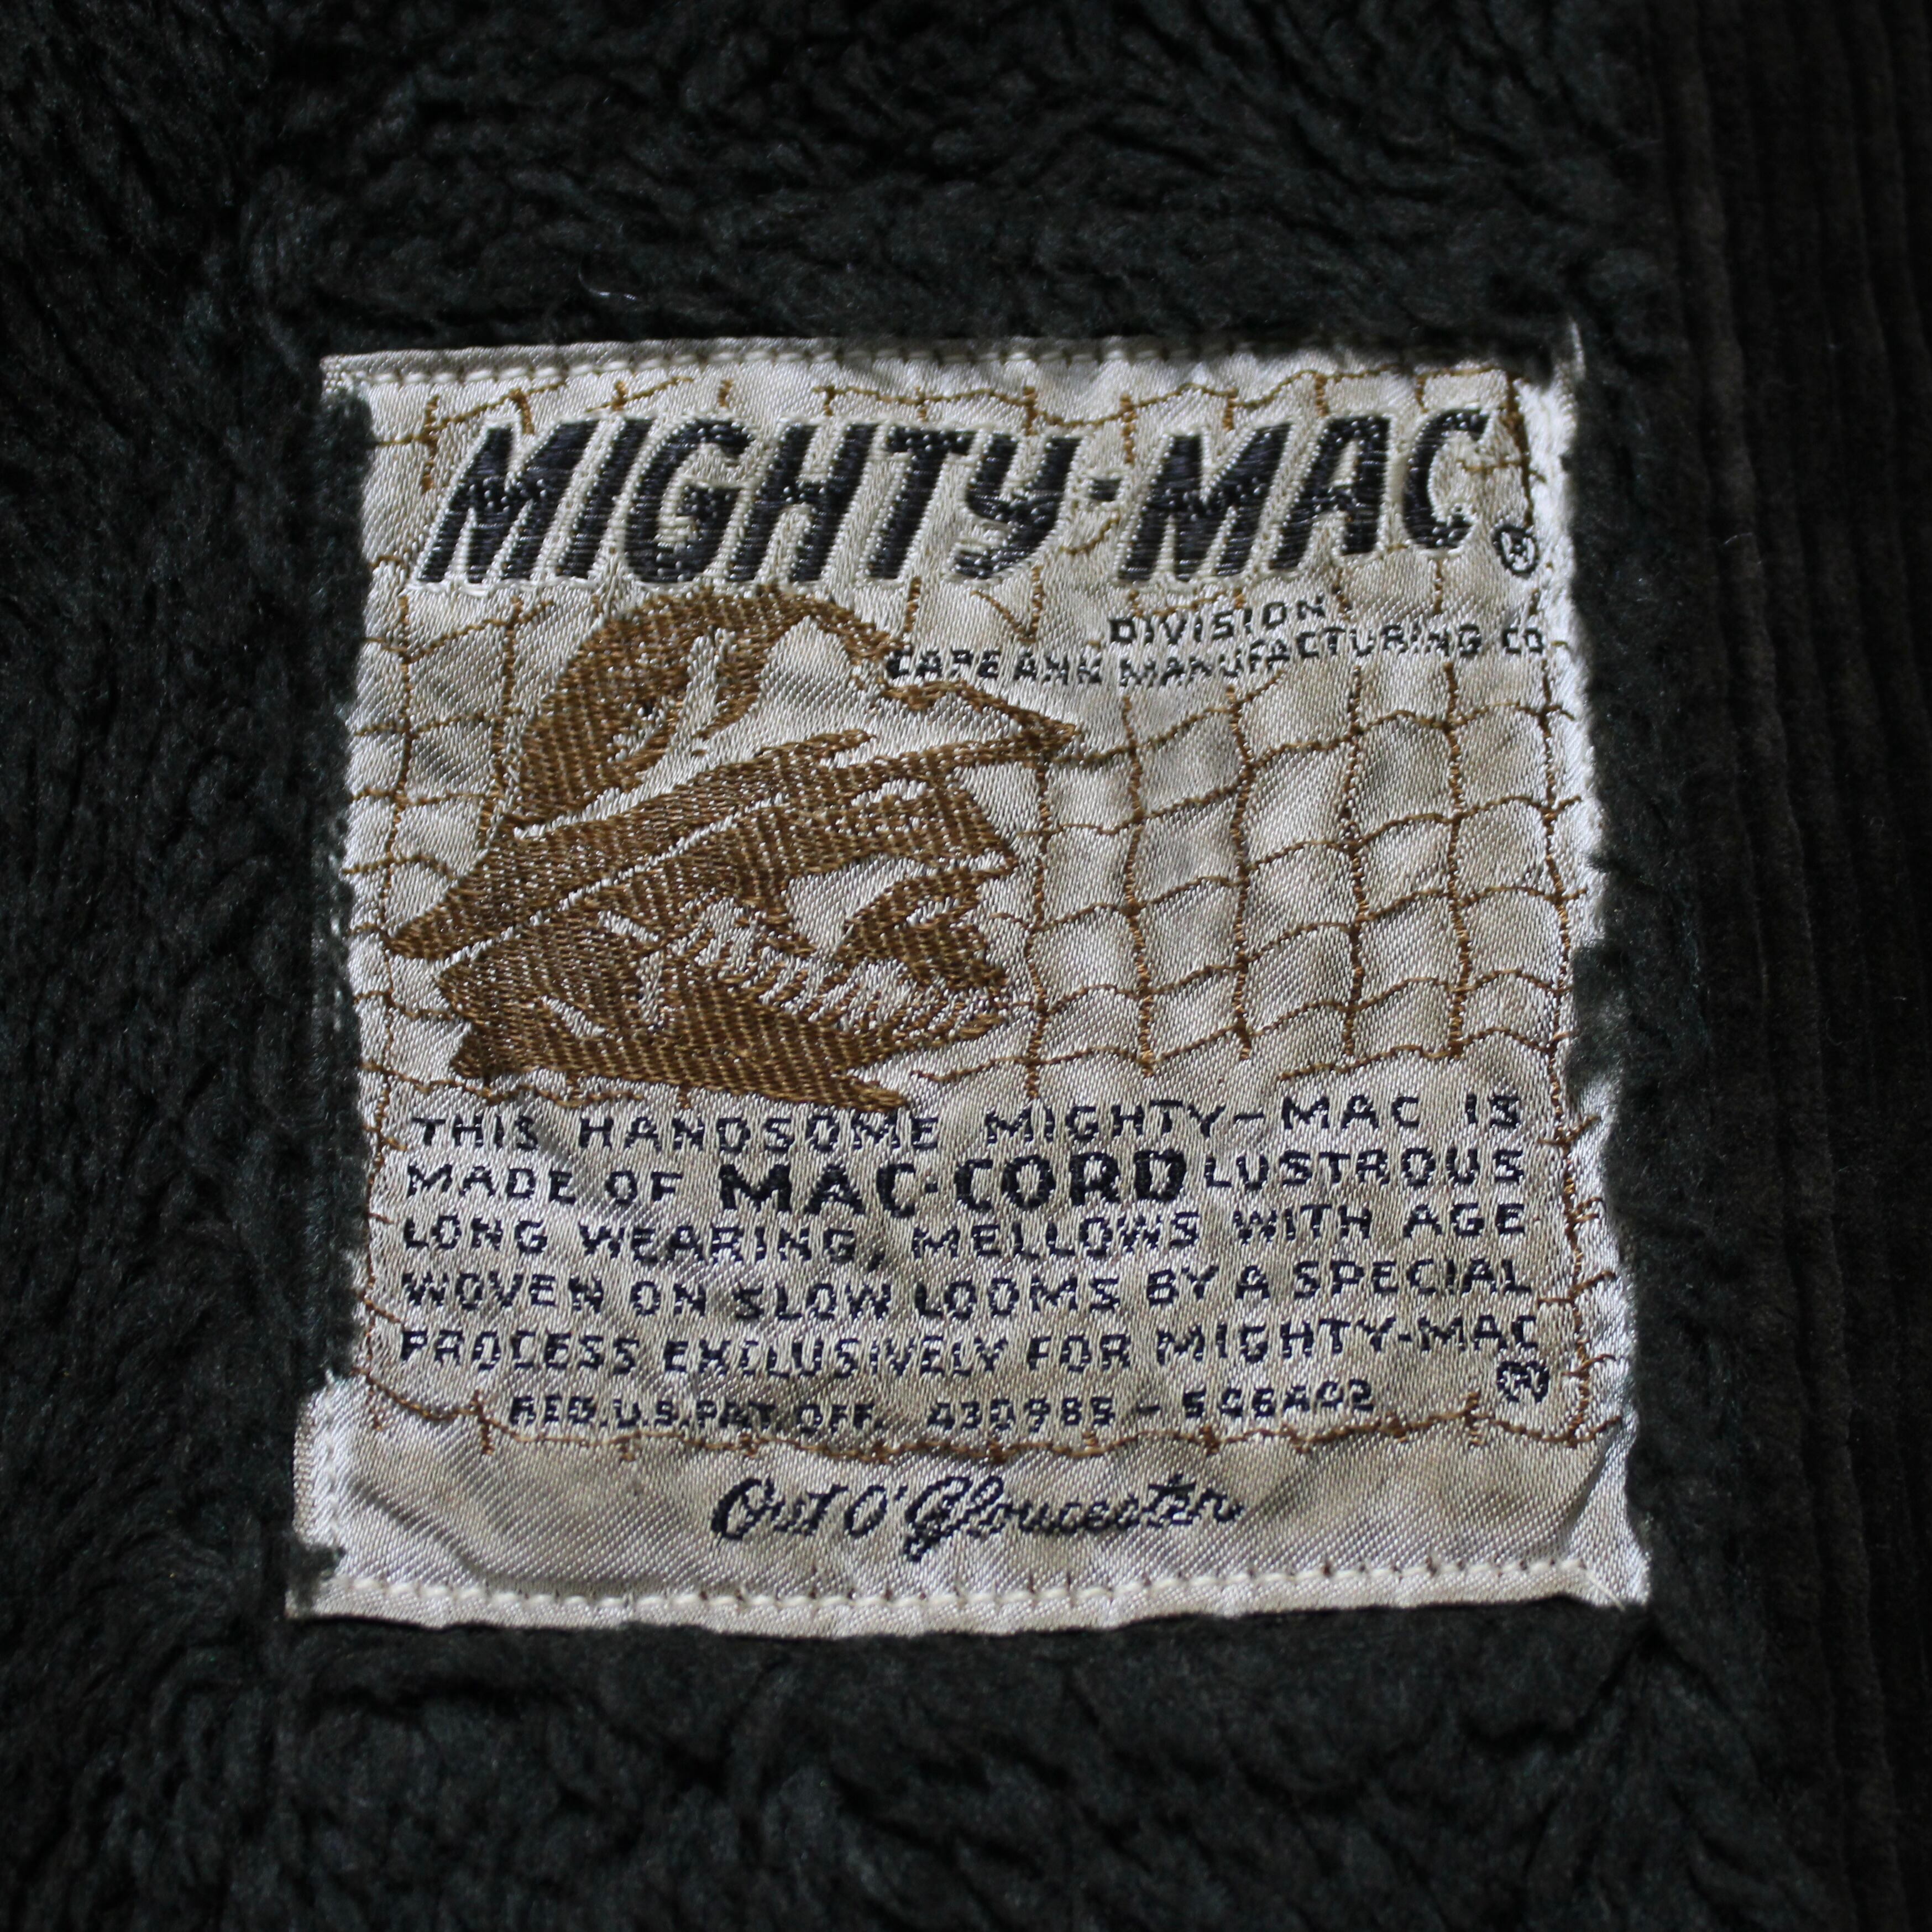 MIGHTY-MAC ®
DIVISION
CAPE ANN MANUFACTURING CO
THIS HANDSOME MIGHTY-MAC IS
MADE OF MAC-CORD LUSTROUS
LONG WEARING, MELLOWS WITH AGE
WOVEN ON SLOW LOOMS BY A SPECIAL
PROCESS EXCLUSIVELY FOR MIGHTY-MAC
®
REG. U.S. PAT. OFF. 430985 -
Out O' Gloucester